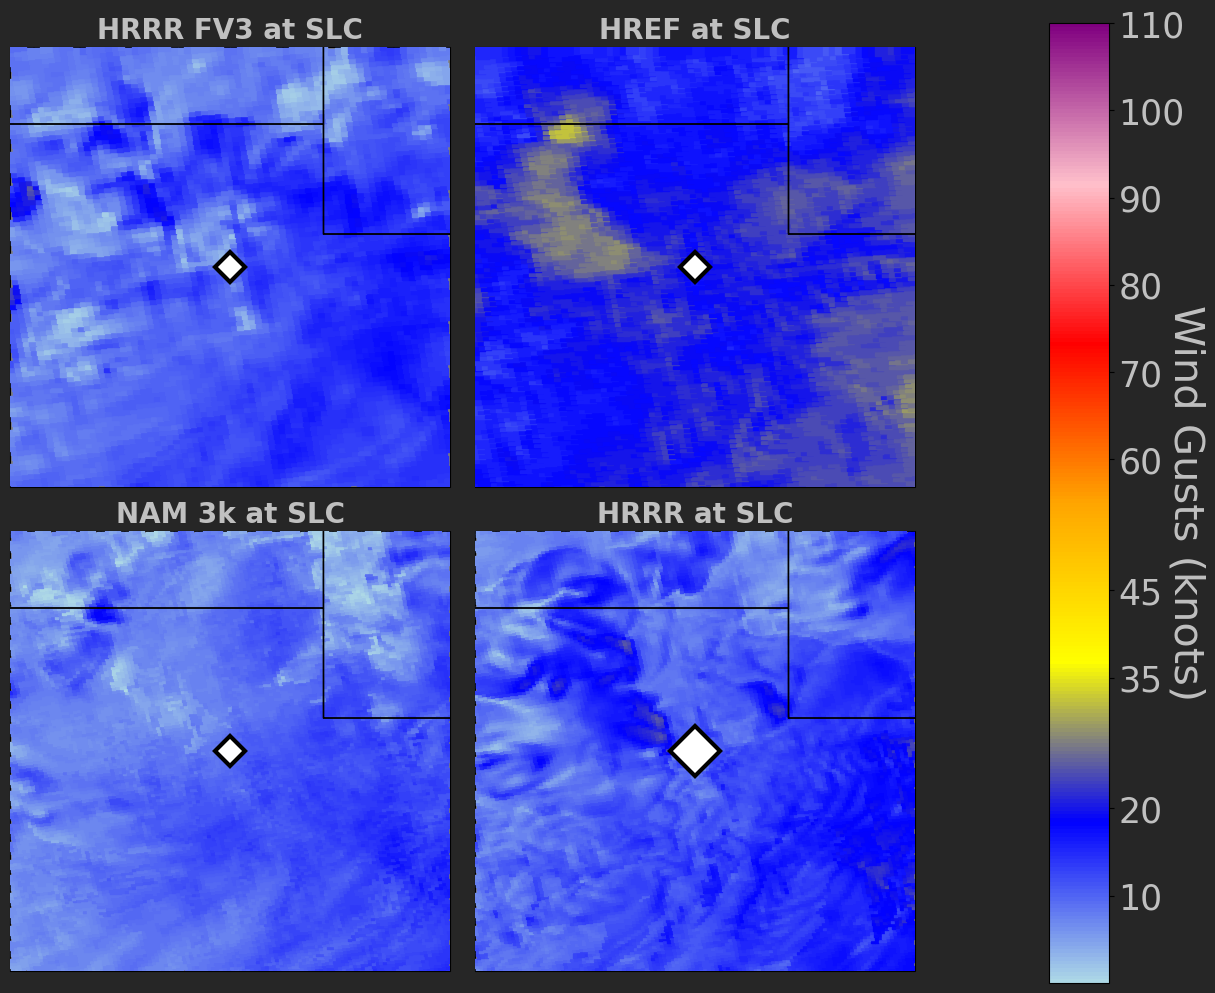 HRRR FV3 at SLC
HREF at SLC
NAM 3k at SLC
HRRR at SLC
110
100
90
80
70
60
45
35
20
10
Wind Gusts (knots)